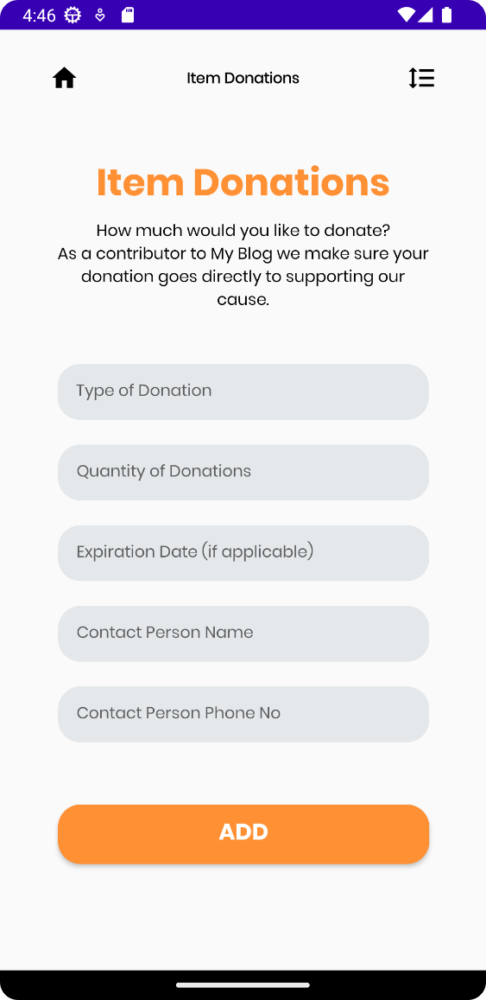 4:46
Item Donations
Item Donations
How much would you like to donate?
As a contributor to My Blog we make sure your
donation goes directly to supporting our
cause.
Type of Donation
Quantity of Donations
Expiration Date (if applicable)
Contact Person Name
Contact Person Phone No
ADD